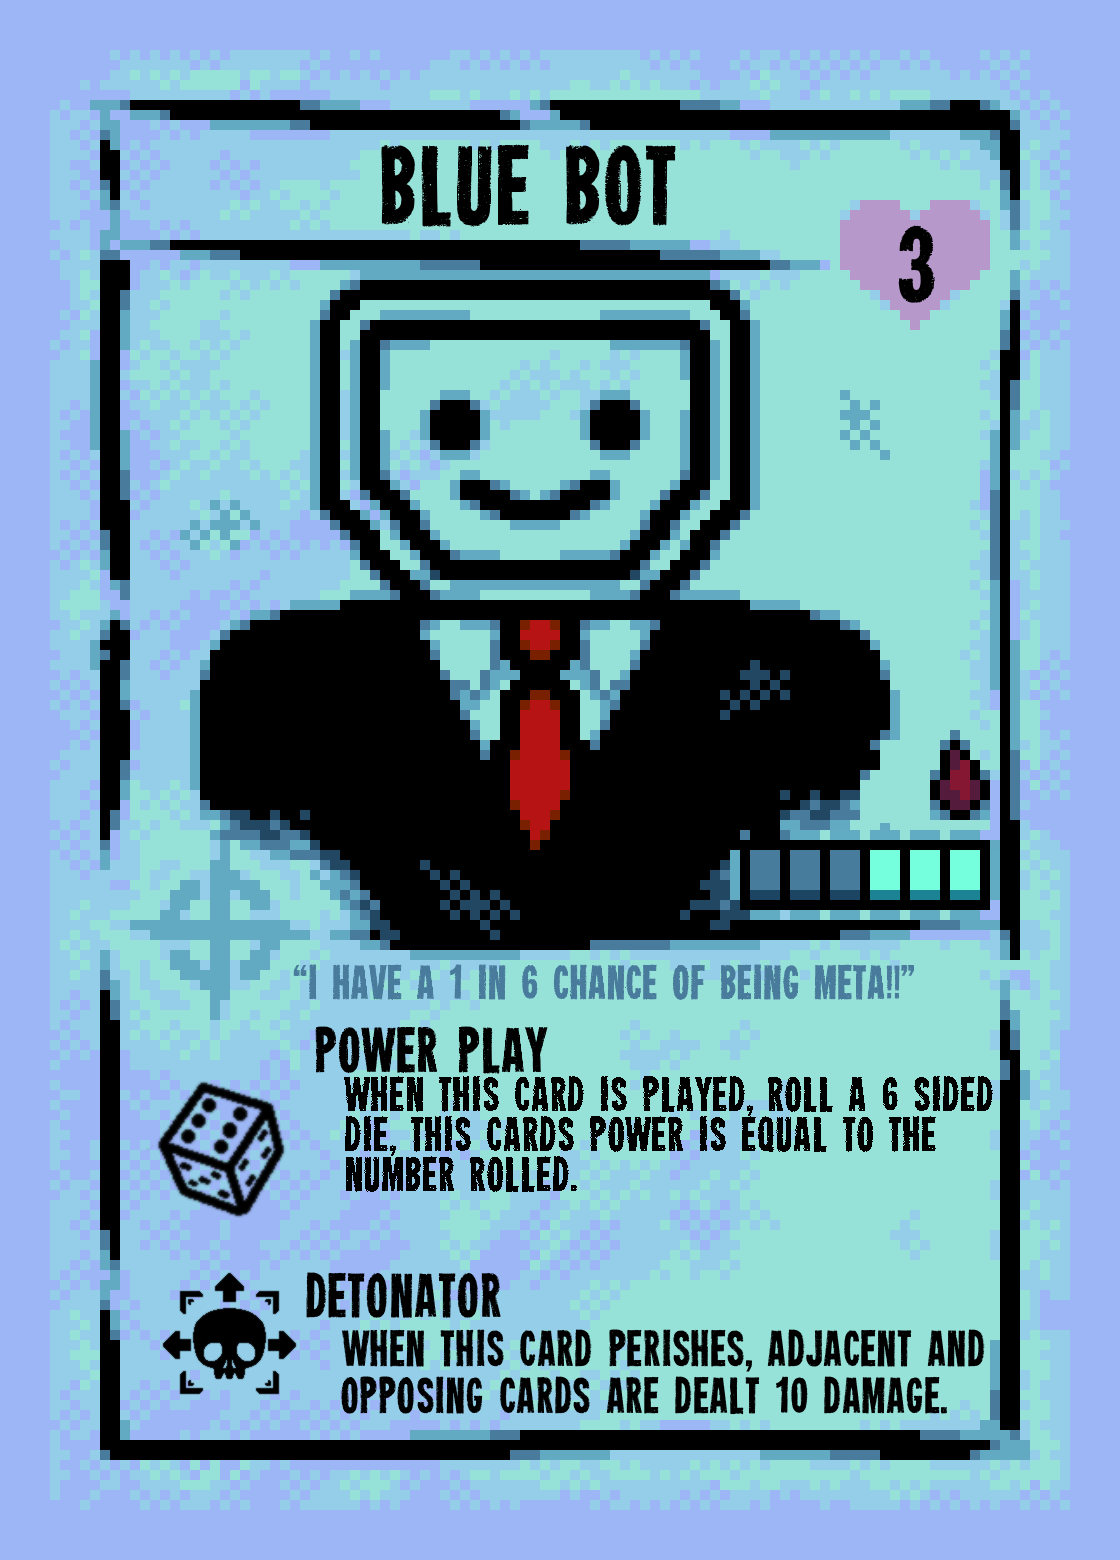 BLUE BOT
3
“I HAVE A 1 IN 6 CHANCE OF BEING META!!”
POWER PLAY
WHEN THIS CARD IS PLAYED, ROLL A 6 SIDED
DIE, THIS CARDS POWER IS EQUAL TO THE
NUMBER ROLLED.
DETONATOR
WHEN THIS CARD PERISHES, ADJACENT AND
OPPOSING CARDS ARE DEALT 10 DAMAGE.